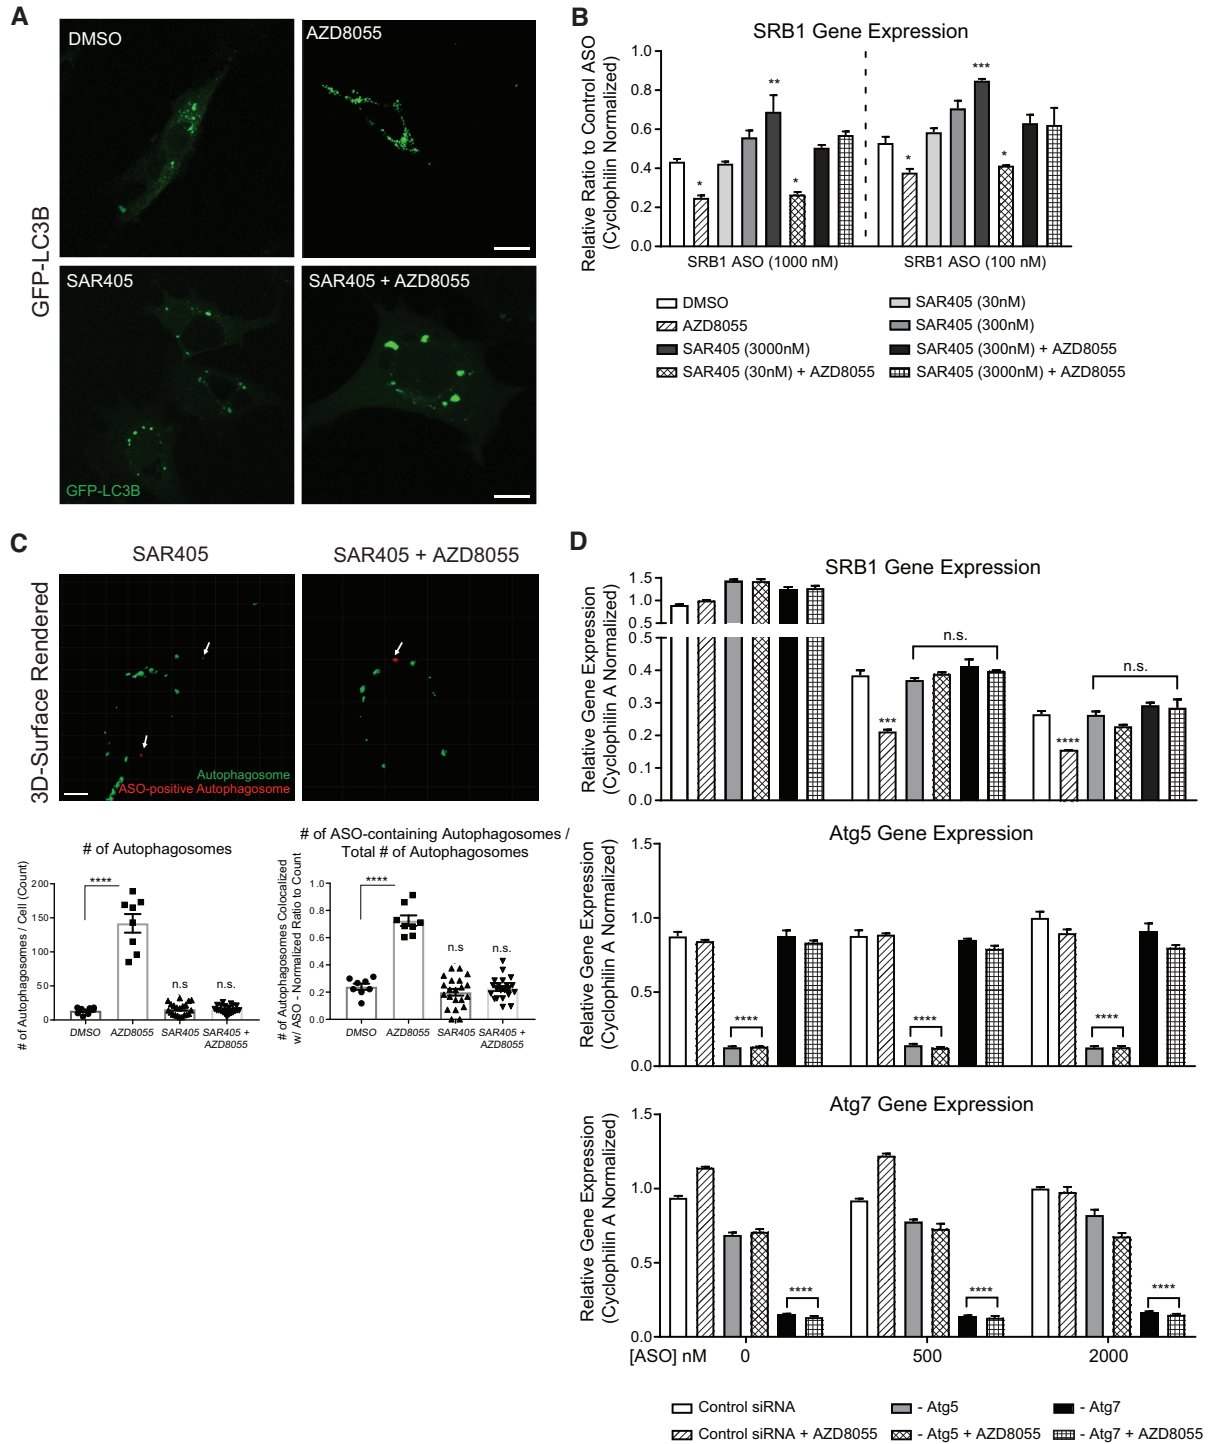 A
GFP-LC3B
DMSO
AZD8055
SAR405
SAR405 + AZD8055
GFP-LC3B
B
SRB1 Gene Expression
Relative Ratio to Control ASO
(Cyclophilin Normalized)
1.0
0.8
0.6
0.4
0.2
0.0
*
**
*
*
***
*
SRB1 ASO (1000 nM)
SRB1 ASO (100 nM)
DMSO
SAR405 (30nM)
AZD8055
SAR405 (300nM)
SAR405 (3000nM)
SAR405 (300nM) + AZD8055
SAR405 (30nM) + AZD8055
SAR405 (3000nM) + AZD8055
C
SAR405
SAR405 + AZD8055
3D-Surface Rendered
Autophagosome
ASO-positive Autophagosome
# of Autophagosomes
# of Autophagosomes / Cell (Count)
200
150
100
50
0
****
n.s
n.s.
DMSO
AZD8055
SAR405
SAR405 +
AZD8055
# of ASO-containing Autophagosomes /
Total # of Autophagosomes
# of Autophagosomes Colocalized
w/ ASO - Normalized Ratio to Count
1.0
0.8
0.6
0.4
0.2
0.0
****
n.s
n.s.
DMSO
AZD8055
SAR405
SAR405 +
AZD8055
D
SRB1 Gene Expression
Relative Gene Expression
(Cyclophilin A Normalized)
1.5
1.0
0.5
0.5
0.4
0.3
0.2
0.1
0.0
***
n.s.
****
n.s.
Atg5 Gene Expression
Relative Gene Expression
(Cyclophilin A Normalized)
1.5
1.0
0.5
0.0
****
****
****
Atg7 Gene Expression
Relative Gene Expression
(Cyclophilin A Normalized)
1.5
1.0
0.5
0.0
****
****
****
[ASO] nM
0
500
2000
Control siRNA
- Atg5
- Atg7
Control siRNA + AZD8055
- Atg5 + AZD8055
- Atg7 + AZD8055